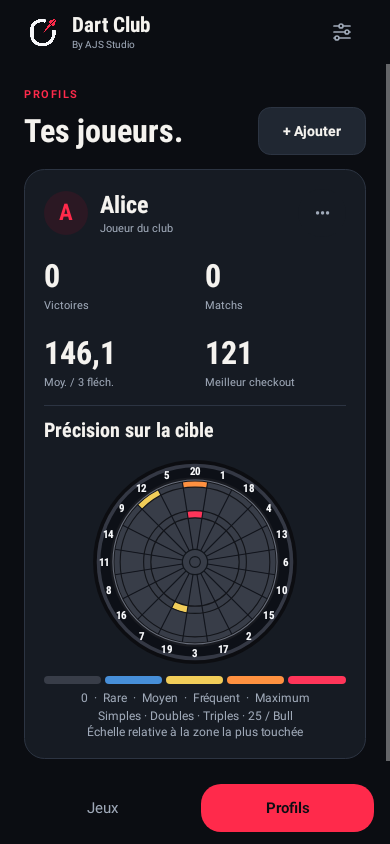 Dart Club
By AJS Studio
PROFILS
Tes joueurs.
+ Ajouter
A
Alice
Joueur du club
...
0
0
Victoires
Matchs
146,1
121
Moy. / 3 fléch.
Meilleur checkout
Précision sur la cible
20
1
18
4
13
6
10
15
2
17
3
19
7
16
8
11
14
9
12
5
0 · Rare · Moyen · Fréquent · Maximum
Simples · Doubles · Triples · 25 / Bull
Échelle relative à la zone la plus touchée
Jeux
Profils